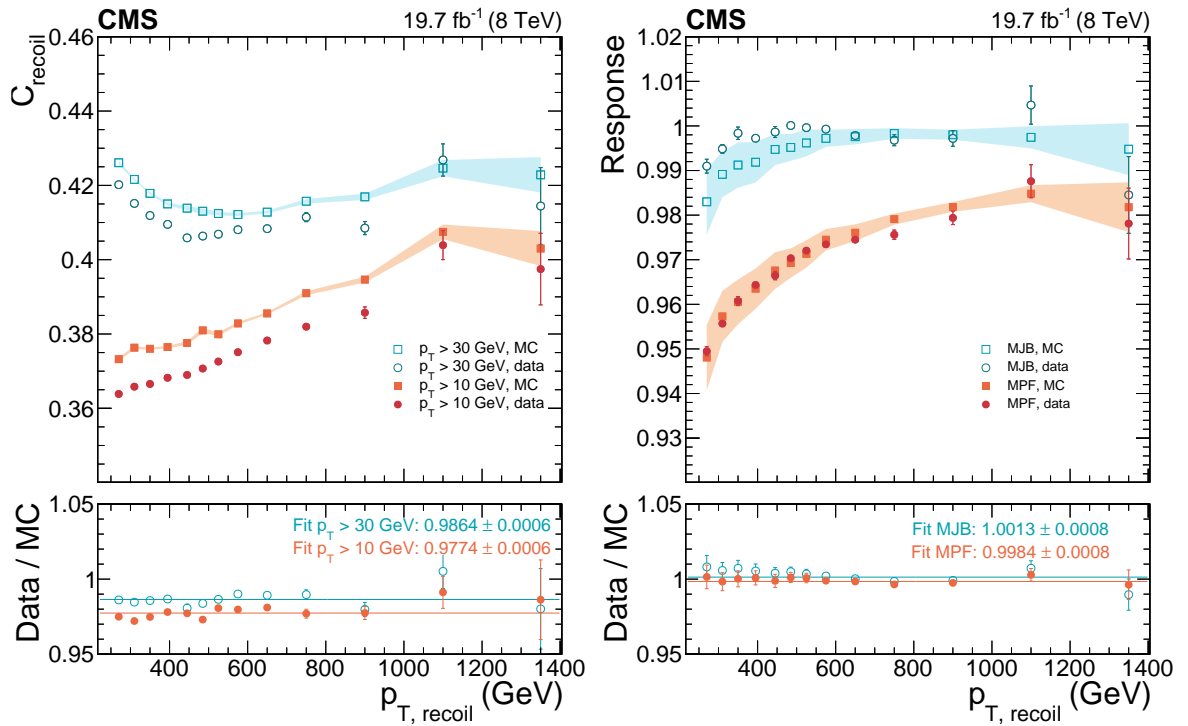 CMS 19.7 fb⁻¹ (8 TeV)
C_recoil
0.46
0.44
0.42
0.4
0.38
0.36
p_T > 30 GeV, MC
p_T > 30 GeV, data
p_T > 10 GeV, MC
p_T > 10 GeV, data
Data / MC
1.05
1
0.95
Fit p_T > 30 GeV: 0.9864 ± 0.0006
Fit p_T > 10 GeV: 0.9774 ± 0.0006
400 600 800 1000 1200 1400
p_T, recoil (GeV)
CMS 19.7 fb⁻¹ (8 TeV)
Response
1.02
1.01
1
0.99
0.98
0.97
0.96
0.95
0.94
0.93
MJB, MC
MJB, data
MPF, MC
MPF, data
Data / MC
1.05
1
0.95
Fit MJB: 1.0013 ± 0.0008
Fit MPF: 0.9984 ± 0.0008
400 600 800 1000 1200 1400
p_T, recoil (GeV)